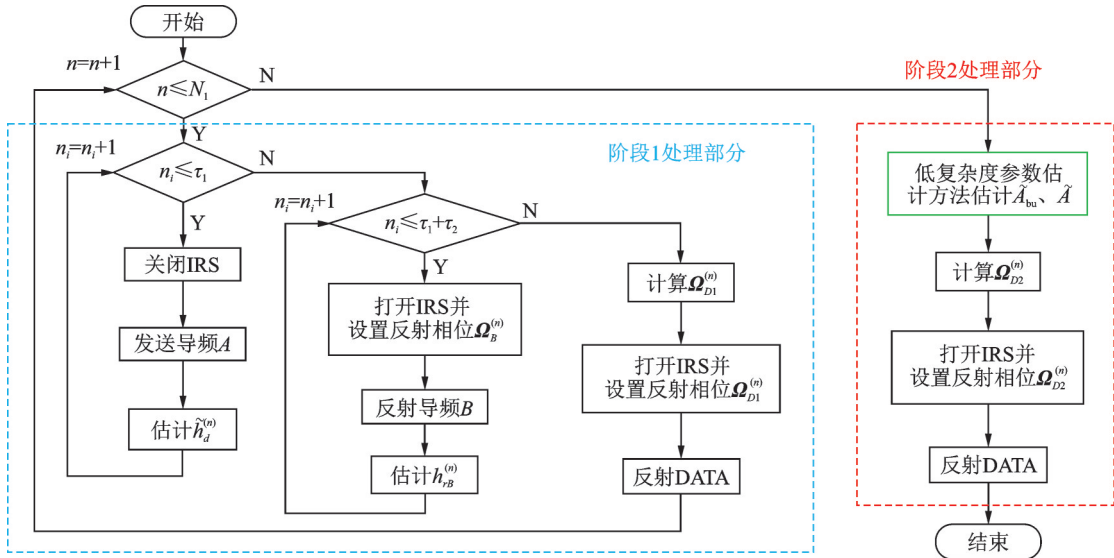 开始
n=n+1
n≤N₁
N
Y
阶段2处理部分
阶段1处理部分
nᵢ=nᵢ+1
nᵢ≤τ₁
N
Y
关闭IRS
发送导频A
估计h̃_d^(n)
nᵢ=nᵢ+1
nᵢ≤τ₁+τ₂
N
Y
打开IRS并
设置反射相位Ω_B^(n)
反射导频B
估计h_rB^(n)
计算Ω_D1^(n)
打开IRS并
设置反射相位Ω_D1^(n)
反射DATA
低复杂度参数估
计方法估计Ã_bu、Ã
计算Ω_D2^(n)
打开IRS并
设置反射相位Ω_D2^(n)
反射DATA
结束